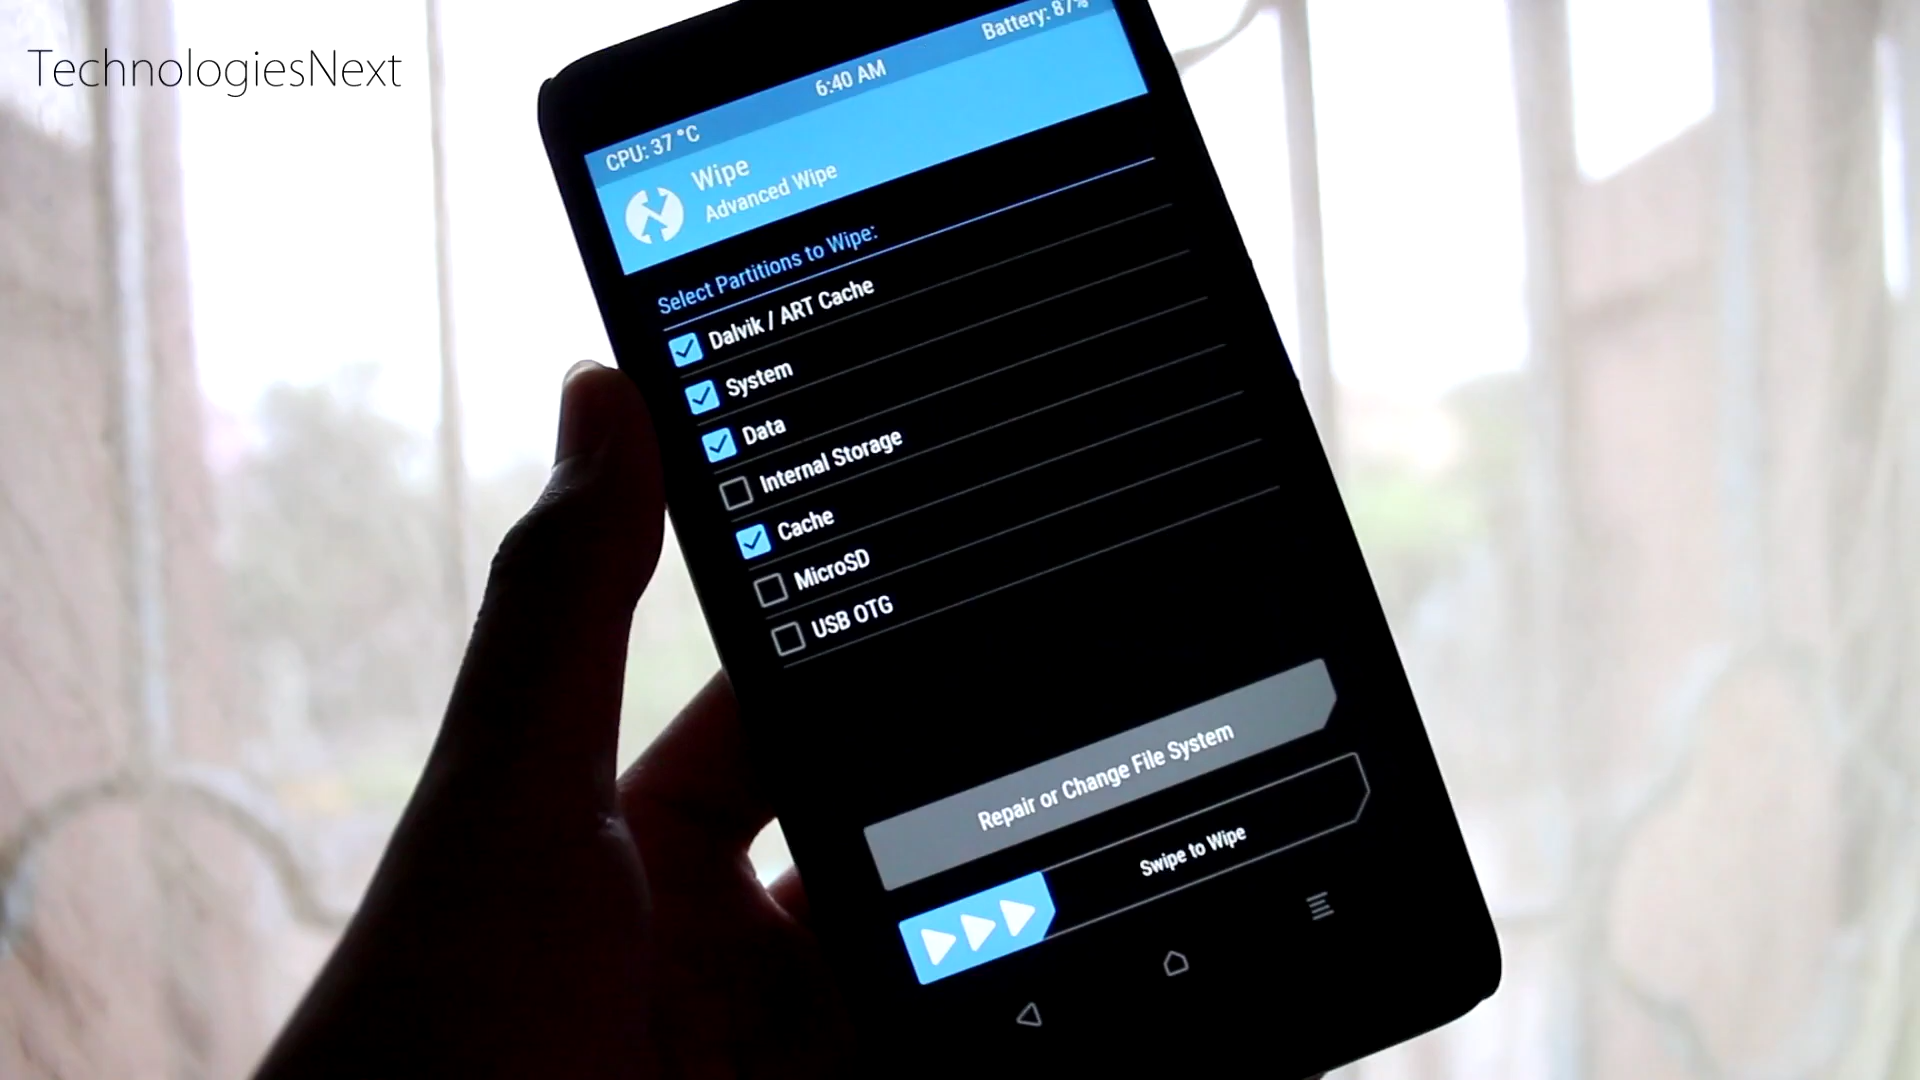 TechnologiesNext
Battery: 87%
6:40 AM
CPU: 37 °C
Wipe
Advanced Wipe
Select Partitions to Wipe:
Dalvik / ART Cache
System
Data
Internal Storage
Cache
MicroSD
USB OTG
Repair or Change File System
Swipe to Wipe